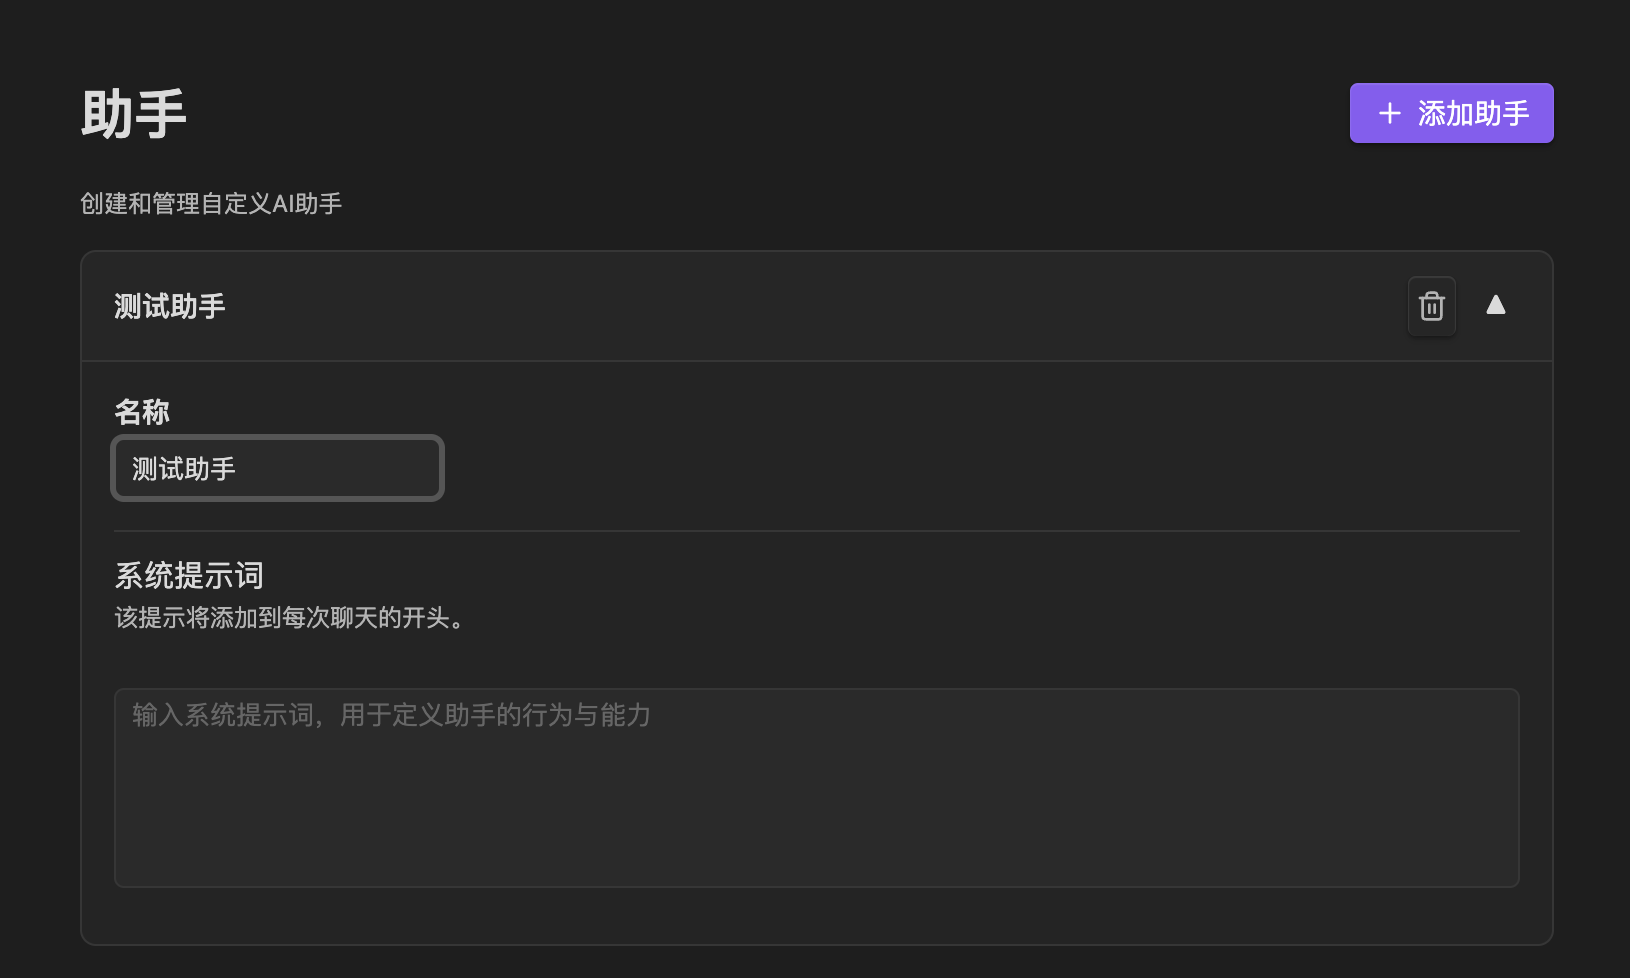 助手
添加助手
创建和管理自定义AI助手
测试助手
名称
测试助手
系统提示词
该提示将添加到每次聊天的开头。
输入系统提示词，用于定义助手的行为与能力